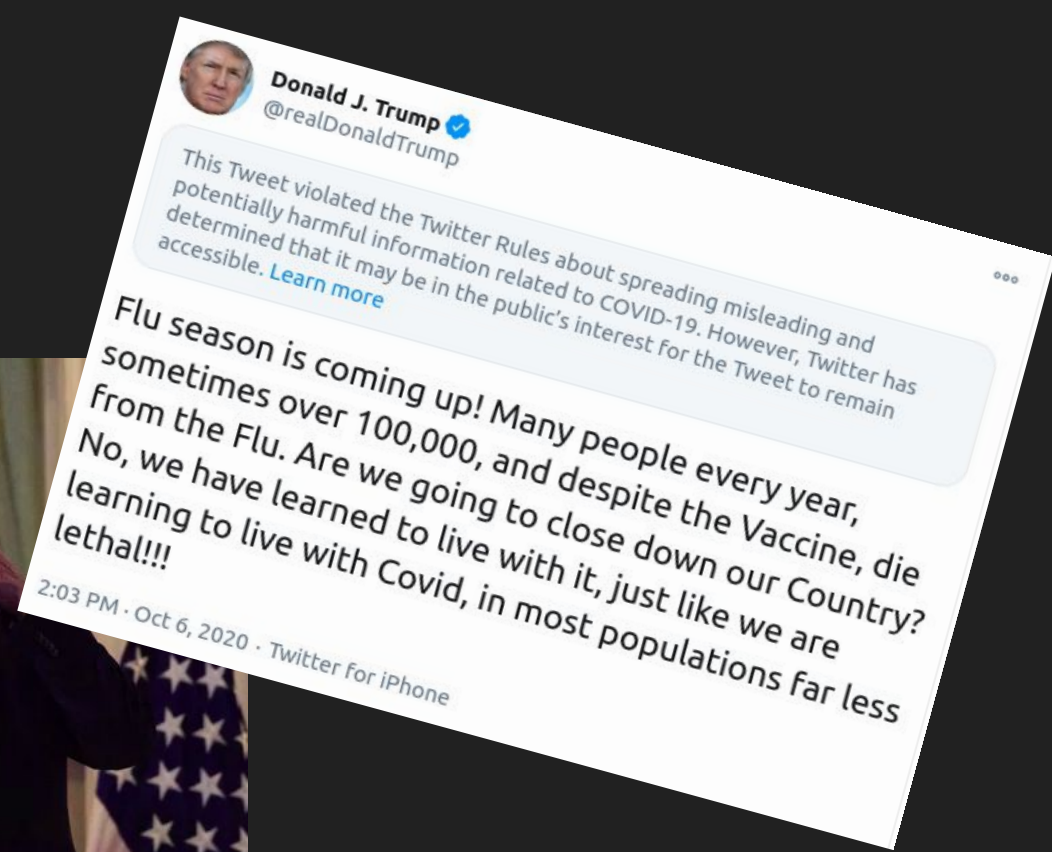 Donald J. Trump
@realDonaldTrump
This Tweet violated the Twitter Rules about spreading misleading and
potentially harmful information related to COVID-19. However, Twitter has
determined that it may be in the public's interest for the Tweet to remain
accessible. Learn more
Flu season is coming up! Many people every year,
sometimes over 100,000, and despite the Vaccine, die
from the Flu. Are we going to close down our Country?
No, we have learned to live with it, just like we are
learning to live with Covid, in most populations far less
lethal!!!
2:03 PM · Oct 6, 2020 · Twitter for iPhone